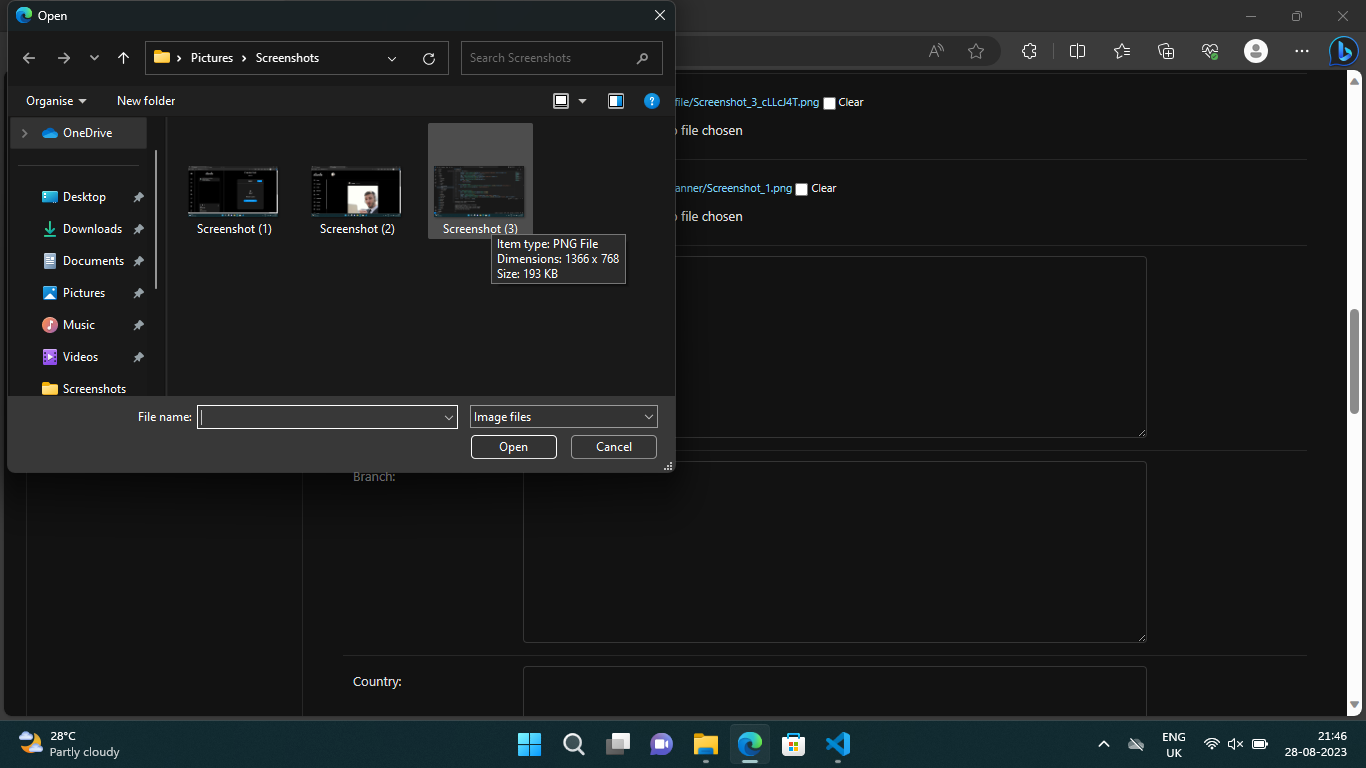 Open
Pictures
Screenshots
Search Screenshots
Organise
New folder
OneDrive
Desktop
Downloads
Documents
Pictures
Music
Videos
Screenshots
Screenshot (1)
Screenshot (2)
Screenshot (3)
Item type: PNG File
Dimensions: 1366 x 768
Size: 193 KB
File name:
Image files
Open
Cancel
file/Screenshot_3_cLLcJ4T.png Clear
file chosen
anner/Screenshot_1.png Clear
file chosen
Branch:
Country:
28°C
Partly cloudy
ENG
UK
21:46
28-08-2023